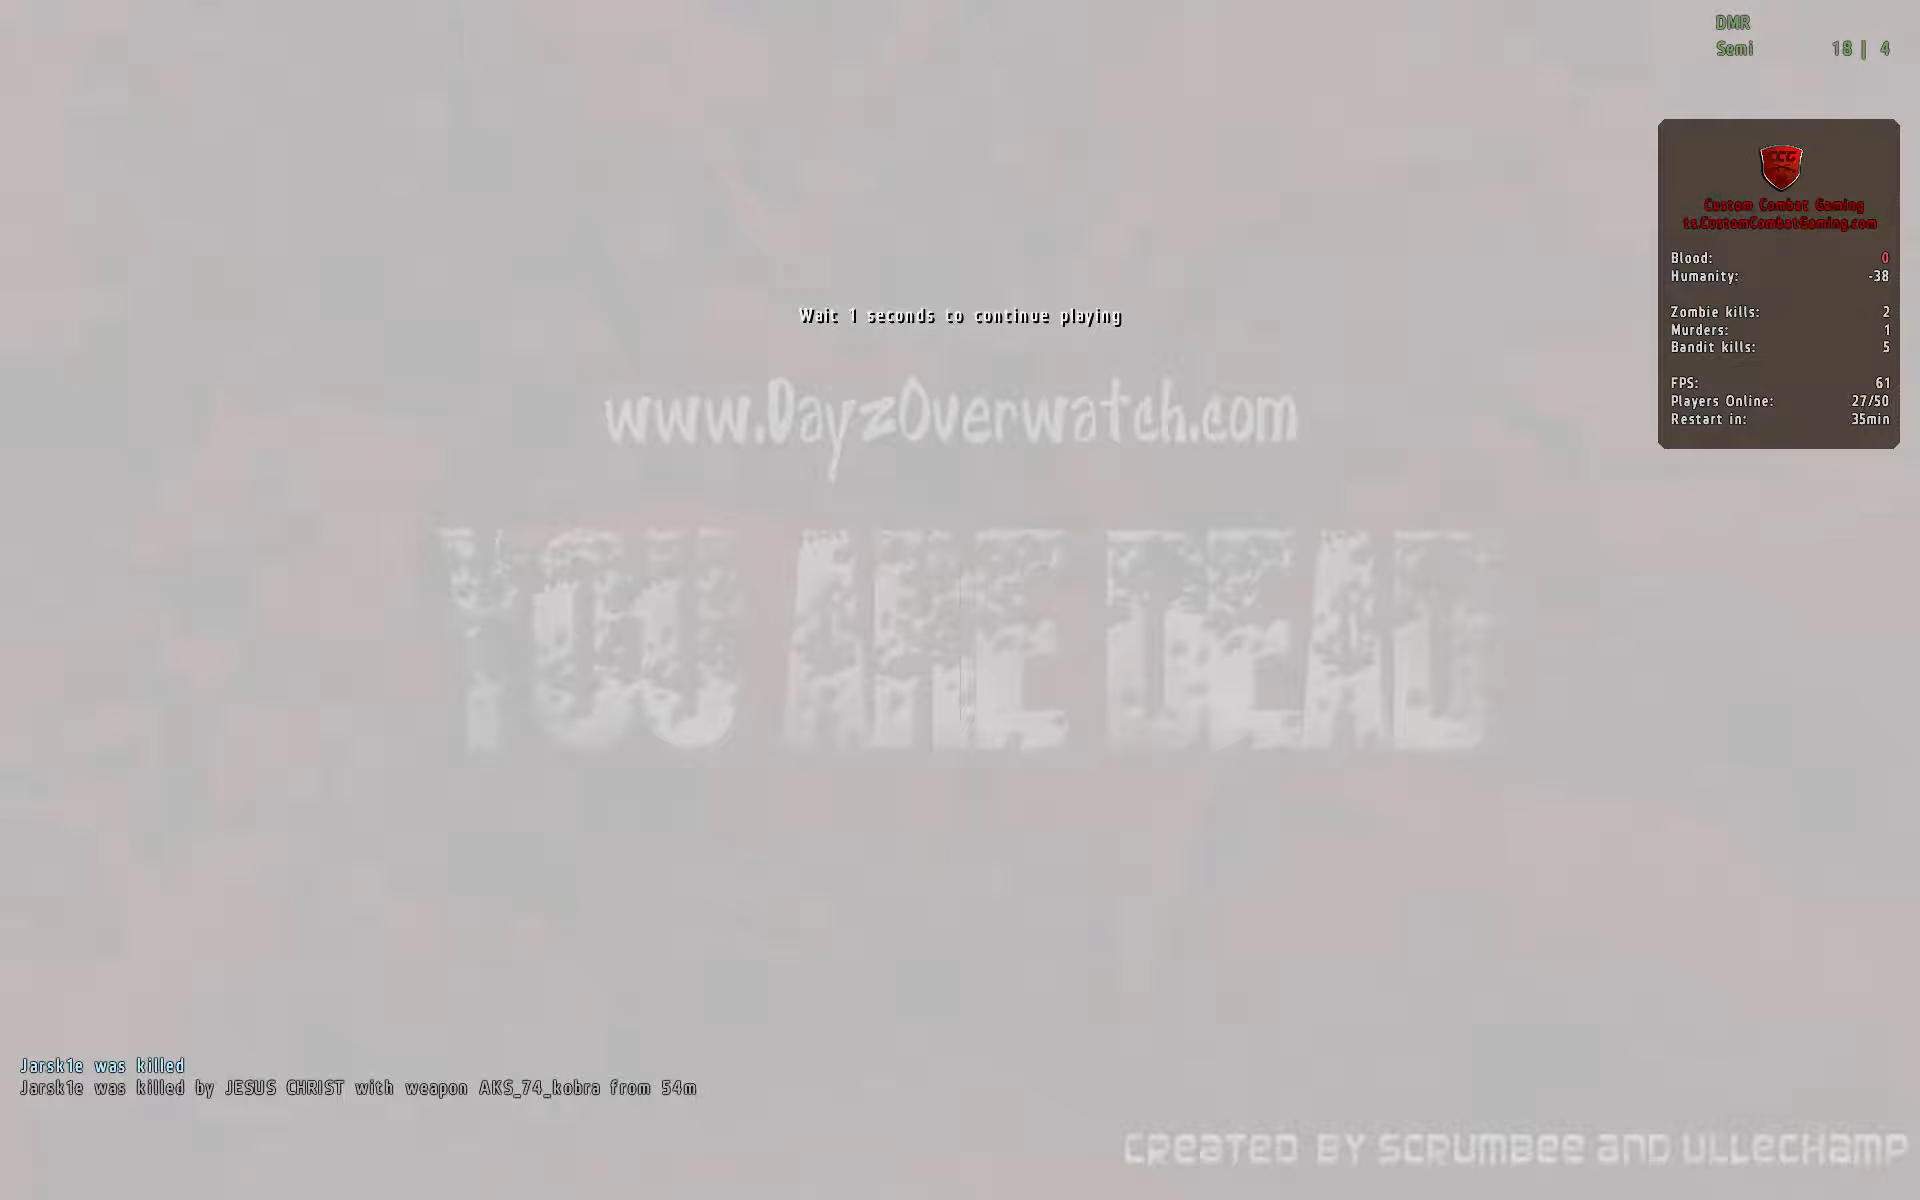 DMR
Semi 18 | 4
CCG
Custom Combat Gaming
ts.CustomCombatGaming.com
Blood: 0
Humanity: -38
Zombie kills: 2
Murders: 1
Bandit kills: 5
FPS: 61
Players Online: 27/50
Restart in: 35min
Wait 1 seconds to continue playing
www.DayzOverwatch.com
YOU ARE DEAD
Jarsk1e was killed
Jarsk1e was killed by JESUS CHRIST with weapon AKS_74_kobra from 54m
CREATED BY SCRUMBEE AND ULLECHAMP